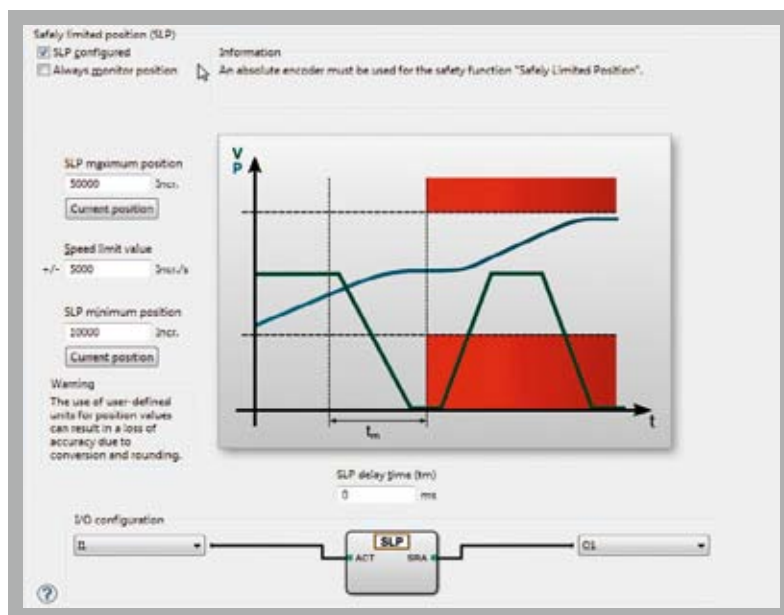 Safely limited position (SLP)
SLP configured
Always monitor position
Information
An absolute encoder must be used for the safety function "Safely Limited Position".
SLP maximum position
50000 Incr.
Current position
Speed limit value
+/- 5000 Incr./s
SLP minimum position
10000 Incr.
Current position
Warning
The use of user-defined
units for position values
can result in a loss of
accuracy due to
conversion and rounding.
V
P
t
tm
SLP delay time (tm)
0 ms
I/O configuration
I1
SLP
ACT SRA
O1
?